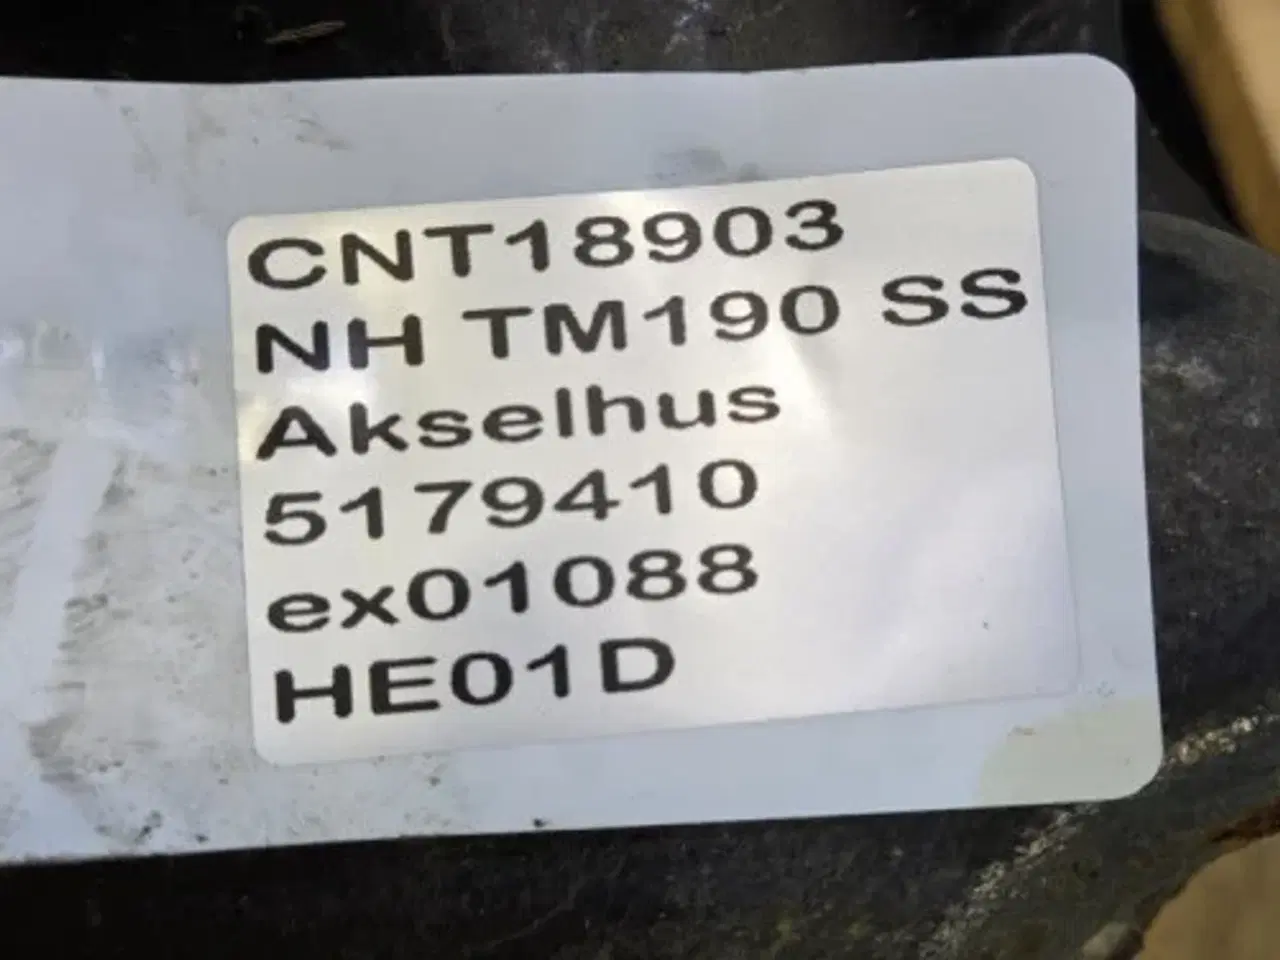 CNT18903
NH TM190 SS
Akselhus
5179410
ex01088
HE01D